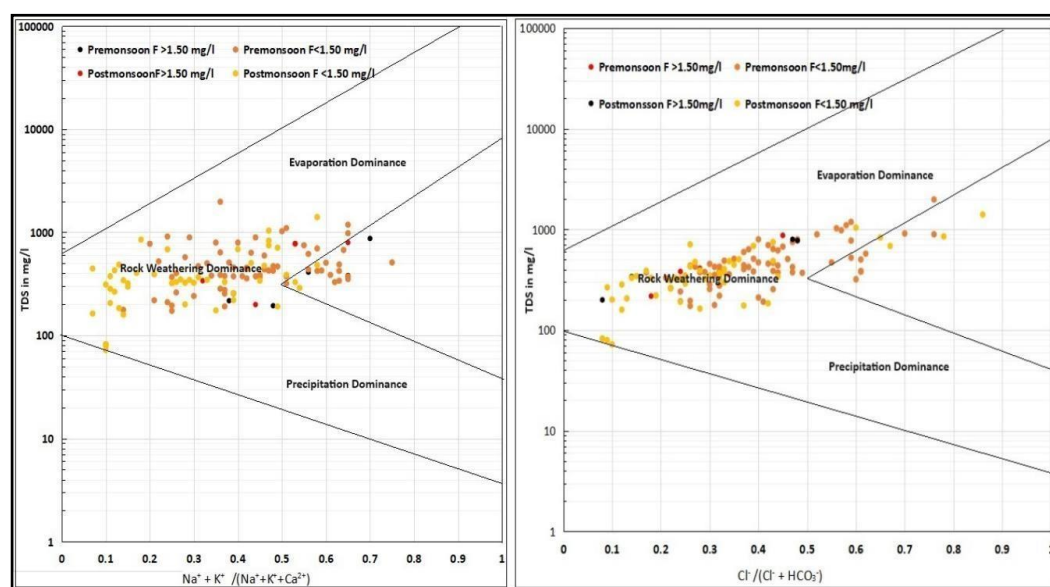 100000
10000
1000
100
10
1
TDS in mg/l
Premonsoon F >1.50 mg/l
Premonsoon F<1.50 mg/l
PostmonsoonF>1.50 mg/l
Postmonsoon F <1.50 mg/l
Evaporation Dominance
Rock Weathering Dominance
Precipitation Dominance
0 0.1 0.2 0.3 0.4 0.5 0.6 0.7 0.8 0.9 1
Na⁺ + K⁺ /(Na⁺+K⁺+Ca²⁺)
100000
10000
1000
100
10
1
TDS in mg/l
Premonsoon F >1.50mg/l
Premonsoon F<1.50mg/l
Postmonsson F>1.50mg/l
Postmonsoon F<1.50 mg/l
Evaporation Dominance
Rock Weathering Dominance
Precipitation Dominance
0 0.1 0.2 0.3 0.4 0.5 0.6 0.7 0.8 0.9 1
Cl⁻/(Cl⁻ + HCO₃⁻)